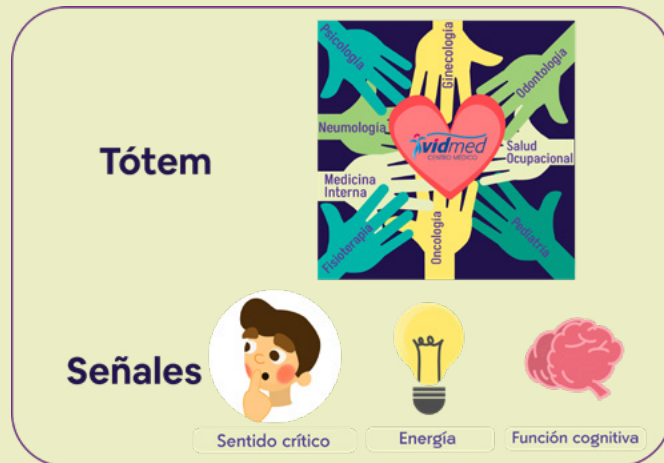 Tótem
Psicología
Ginecología
Odontología
Neumología
vidmed
CENTRO MÉDICO
Salud
Ocupacional
Medicina
Interna
Fisioterapia
Oncología
Pediatría
Señales
Sentido crítico
Energía
Función cognitiva